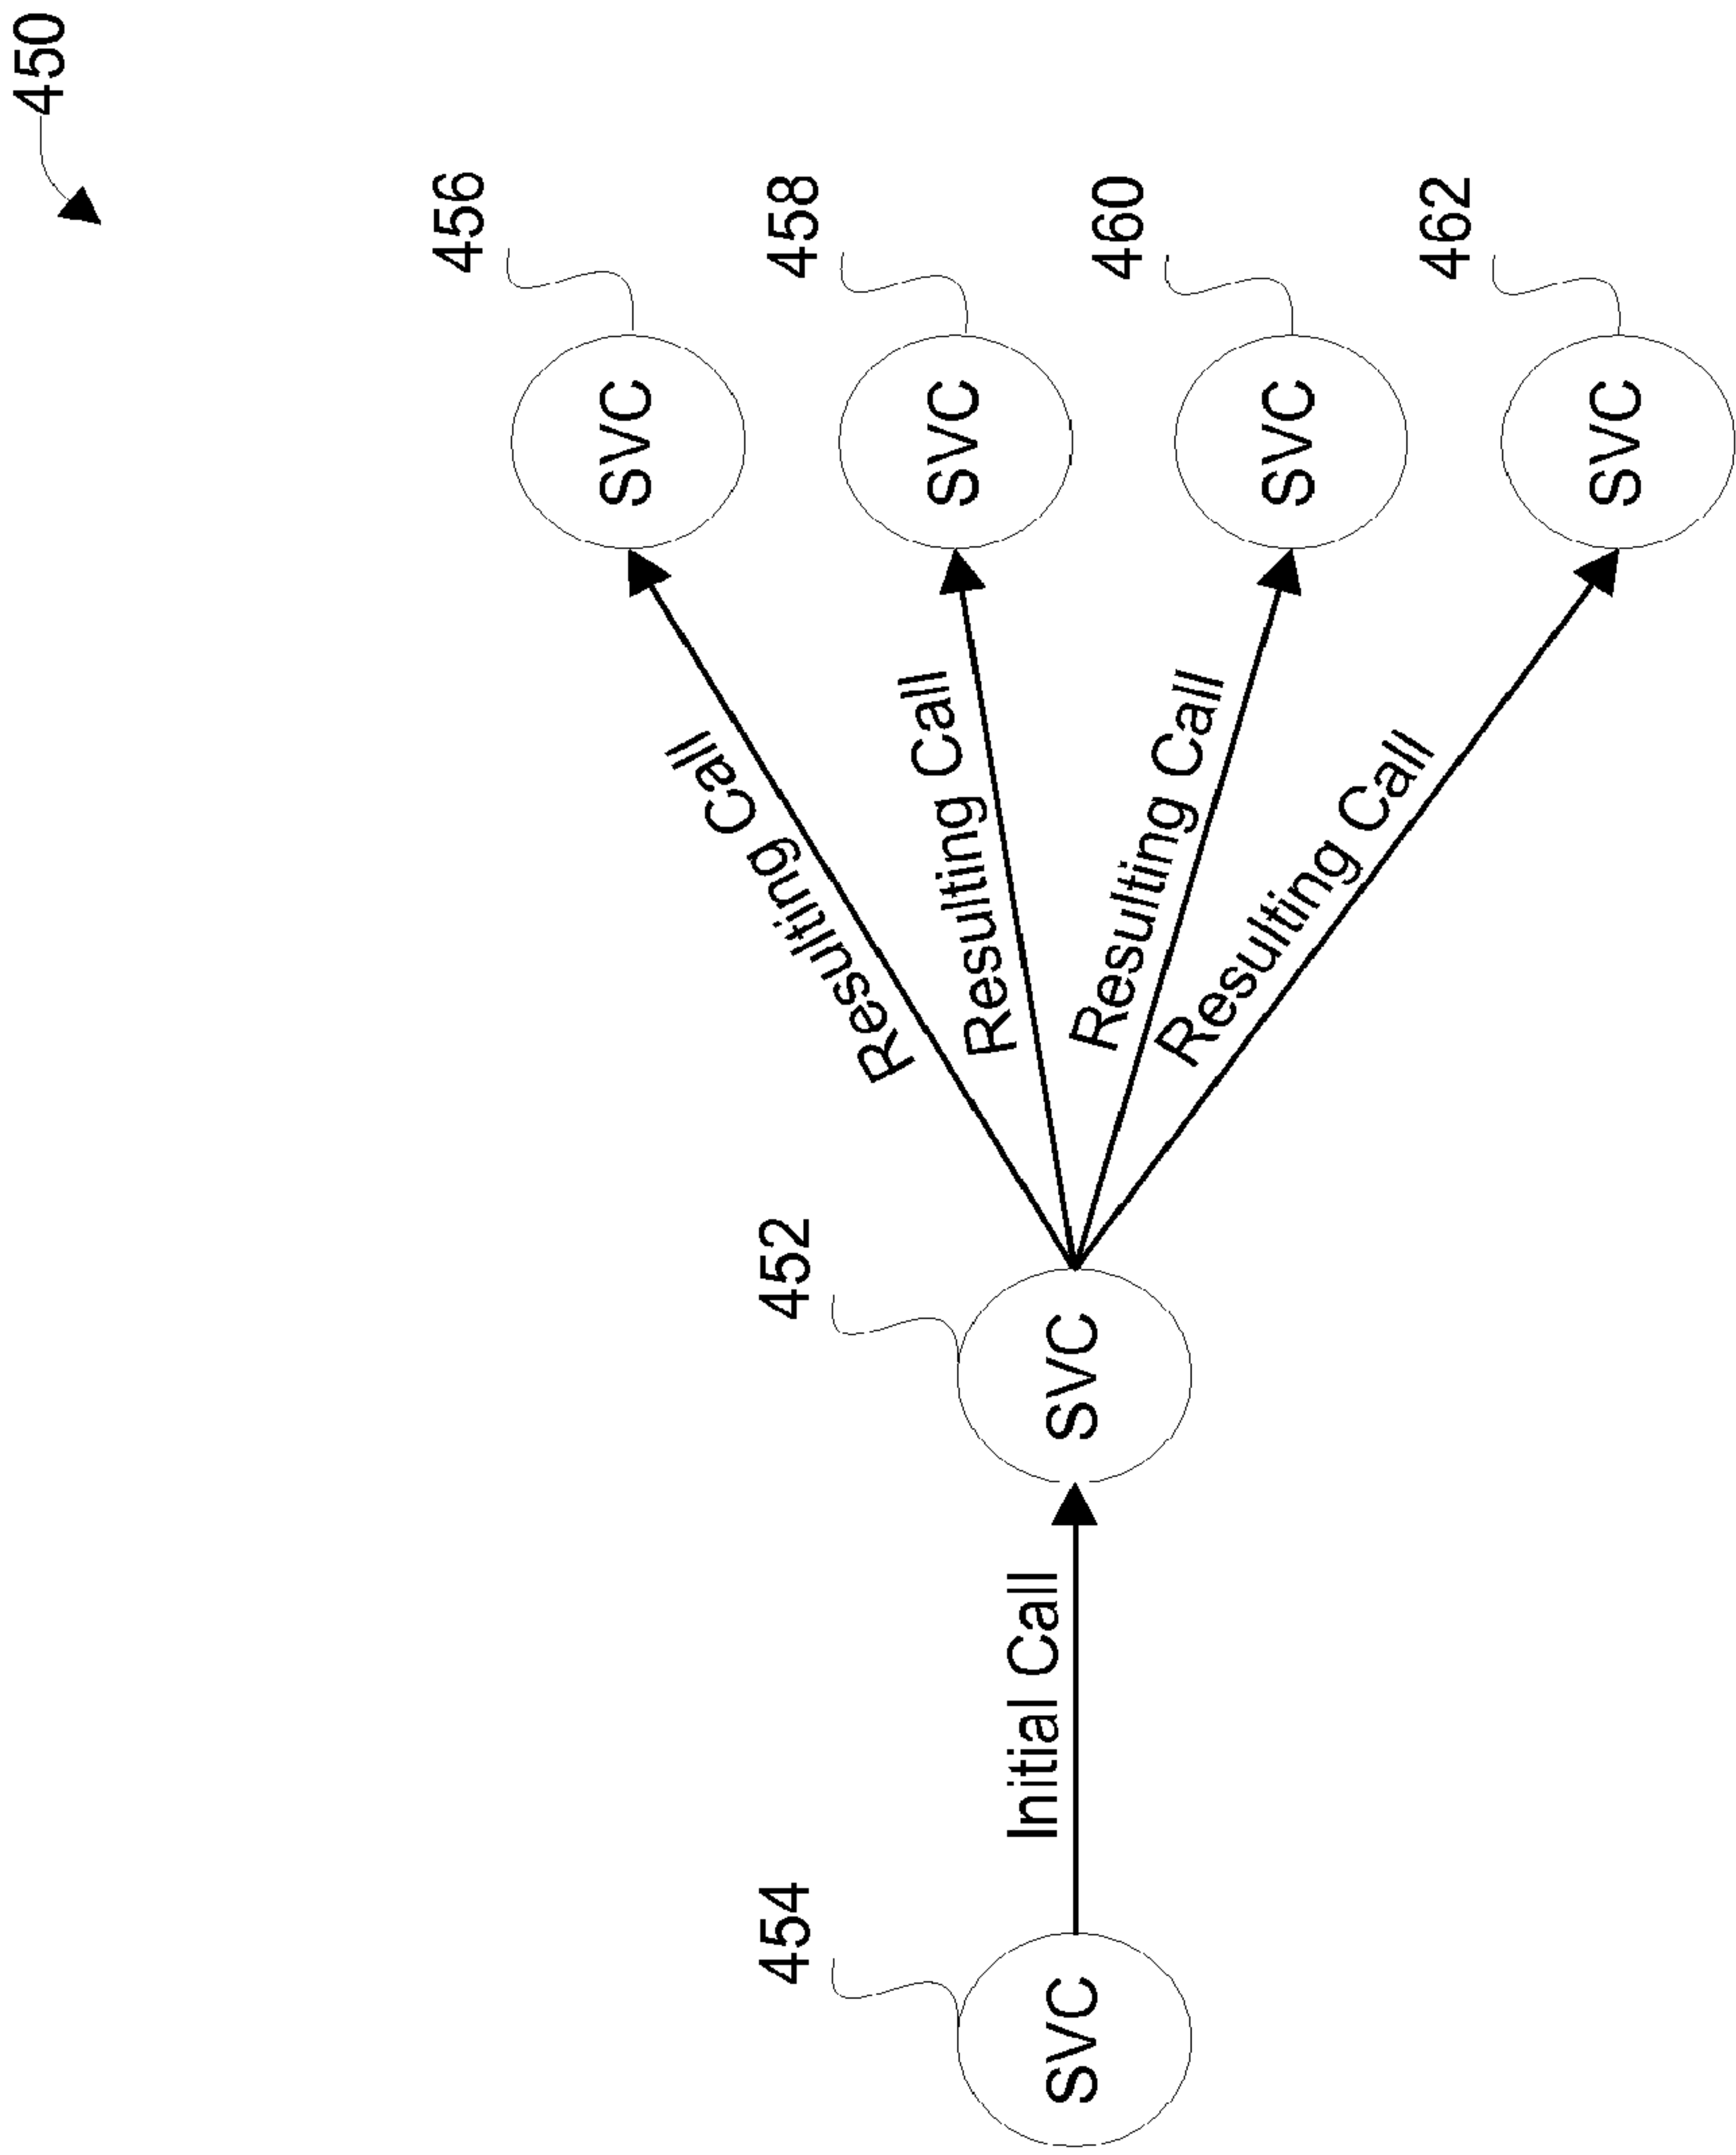 450
456
SVC
Resulting Call
458
SVC
Resulting Call
452
SVC
454
SVC
Initial Call
460
SVC
Resulting Call
462
SVC
Resulting Call